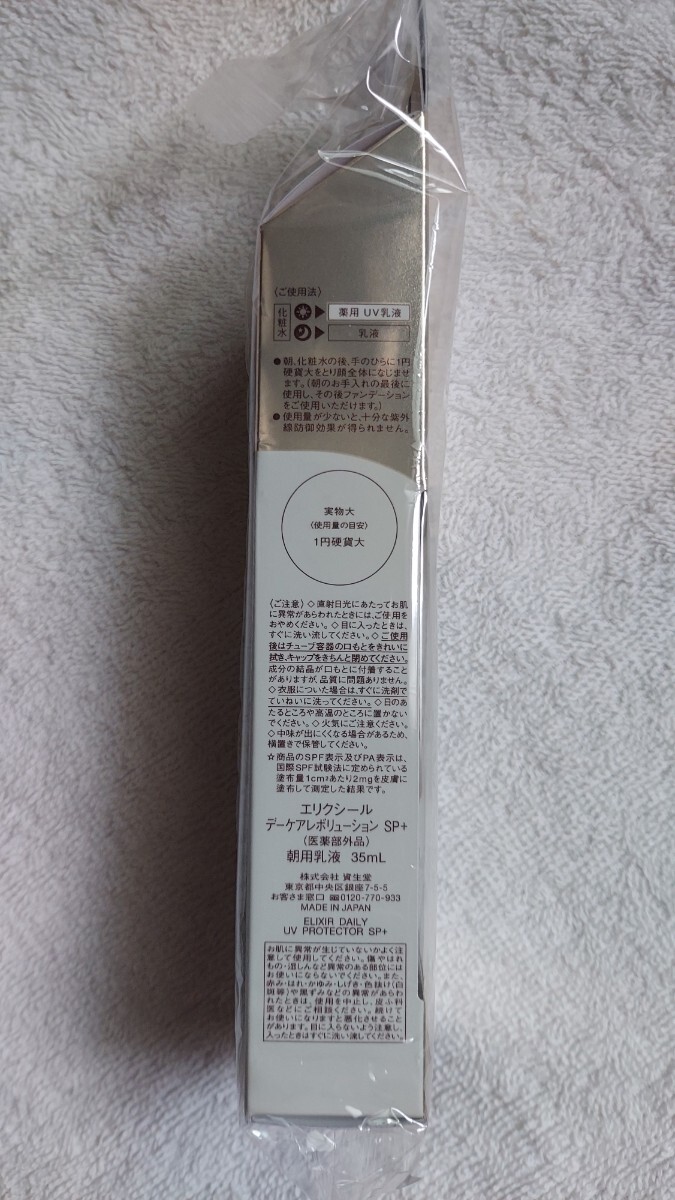 〈ご使用法〉
化粧水
薬用 UV乳液
乳液
●朝、化粧水の後、手のひらに1円
硬貨大をとり顔全体になじませ
ます。(朝のお手入れの最後に
使用し、その後ファンデーション
をご使用いただけます。)
●使用量が少ないと、十分な紫外
線防御効果が得られません。
実物大
〈使用量の目安〉
1円硬貨大
〈ご注意〉◇直射日光にあたってお肌
に異常があらわれたときには、ご使用を
おやめください。◇目に入ったときは、
すぐに洗い流してください。◇ご使用
後はチューブ容器の口もとをきれいに
拭き、キャップをきちんと閉めてください。
成分の結晶が口もとに付着すること
がありますが、品質に問題ありません。
◇衣服についた場合は、すぐに洗剤で
ていねいに洗ってください。◇日のあ
たるところや高温のところに置かない
でください。◇火気にご注意ください。
◇中味が出にくくなる場合があるため、
横置きで保管してください。
☆商品のSPF表示及びPA表示は、
国際SPF試験法に定められている
塗布量1cm²あたり2mgを皮膚に
塗布して測定した結果です。
エリクシール
デーケアレボリューション SP+
(医薬部外品)
朝用乳液 35mL
株式会社 資生堂
東京都中央区銀座7-5-5
お客さま窓口 0120-770-933
MADE IN JAPAN
ELIXIR DAILY
UV PROTECTOR SP+
お肌に異常が生じていないかよく注
意して使用してください。傷やはれ
もの・湿しんなど異常のある部位には
お使いにならないでください。また、
赤み・はれ・かゆみ・しげき・色抜け(白
斑等)や黒ずみなどの異常があらわ
れたときは、使用を中止し、皮ふ科
医などにご相談ください。続けて
お使いになりますと悪化させること
があります。目に入らないよう注意し、
入ったときはすぐに洗い流してください。